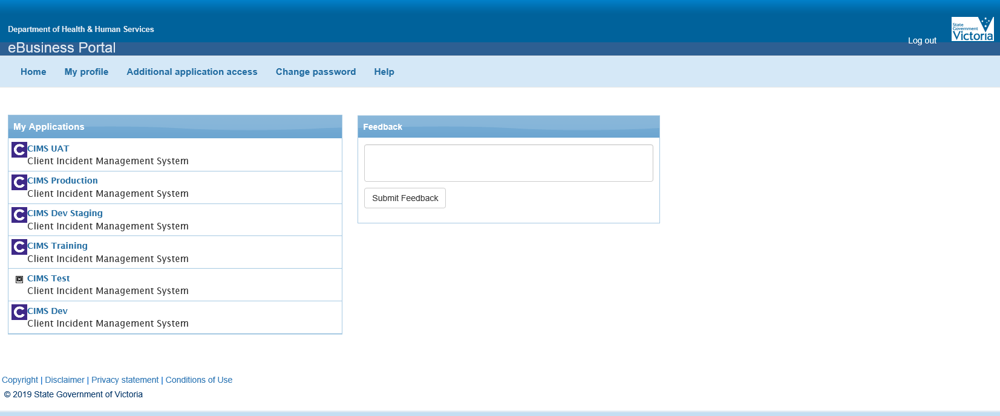 Department of Health & Human Services
eBusiness Portal
Log out
State
Government
Victoria
Home My profile Additional application access Change password Help
My Applications
CIMS UAT
Client Incident Management System
CIMS Production
Client Incident Management System
CIMS Dev Staging
Client Incident Management System
CIMS Training
Client Incident Management System
CIMS Test
Client Incident Management System
CIMS Dev
Client Incident Management System
Feedback
Submit Feedback
Copyright | Disclaimer | Privacy statement | Conditions of Use
© 2019 State Government of Victoria